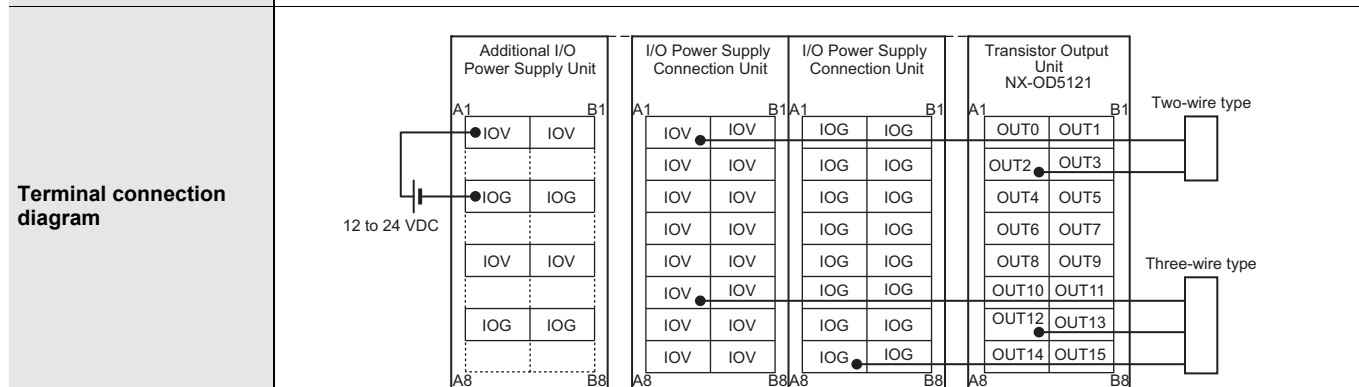 Terminal connection
diagram
Additional I/O
Power Supply Unit
I/O Power Supply
Connection Unit
I/O Power Supply
Connection Unit
Transistor Output
Unit
NX-OD5121
Two-wire type
A1 B1 A1 B1 A1 B1 A1 B1
IOV IOV IOV IOV IOG IOG OUT0 OUT1
IOV IOV IOG IOG OUT2 OUT3
IOG IOG IOV IOV IOG IOG OUT4 OUT5
12 to 24 VDC
IOV IOV IOG IOG OUT6 OUT7
IOV IOV IOV IOV IOG IOG OUT8 OUT9
Three-wire type
IOV IOV IOG IOG OUT10 OUT11
IOG IOG IOV IOV IOG IOG OUT12 OUT13
IOV IOV IOG IOG OUT14 OUT15
A8 B8 A8 B8 A8 B8 A8 B8